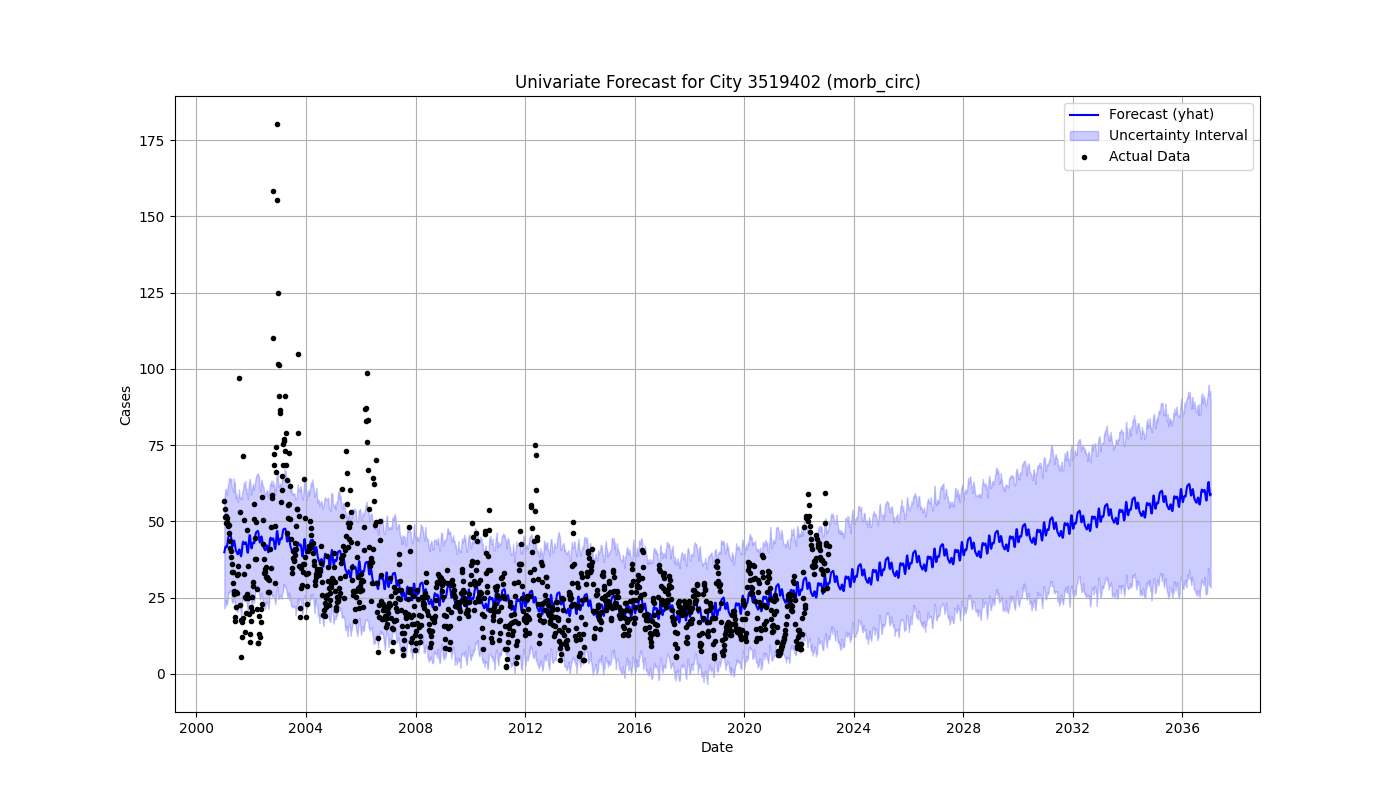 Univariate Forecast for City 3519402 (morb_circ)
Forecast (yhat)
Uncertainty Interval
Actual Data
Cases
175
150
125
100
75
50
25
0
2000 2004 2008 2012 2016 2020 2024 2028 2032 2036
Date